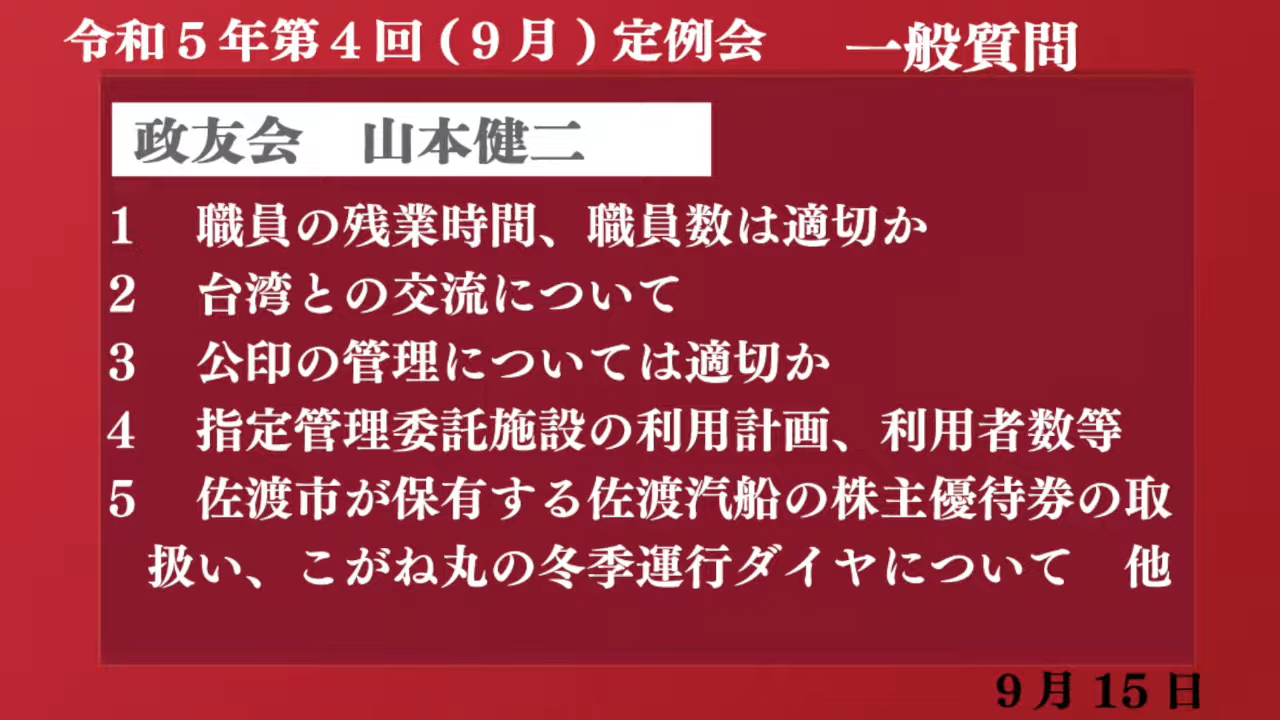 令和５年第４回(９月)定例会　一般質問
政友会　山本健二
１　職員の残業時間、職員数は適切か
２　台湾との交流について
３　公印の管理については適切か
４　指定管理委託施設の利用計画、利用者数等
５　佐渡市が保有する佐渡汽船の株主優待券の取
扱い、こがね丸の冬季運行ダイヤについて　他
９月15日